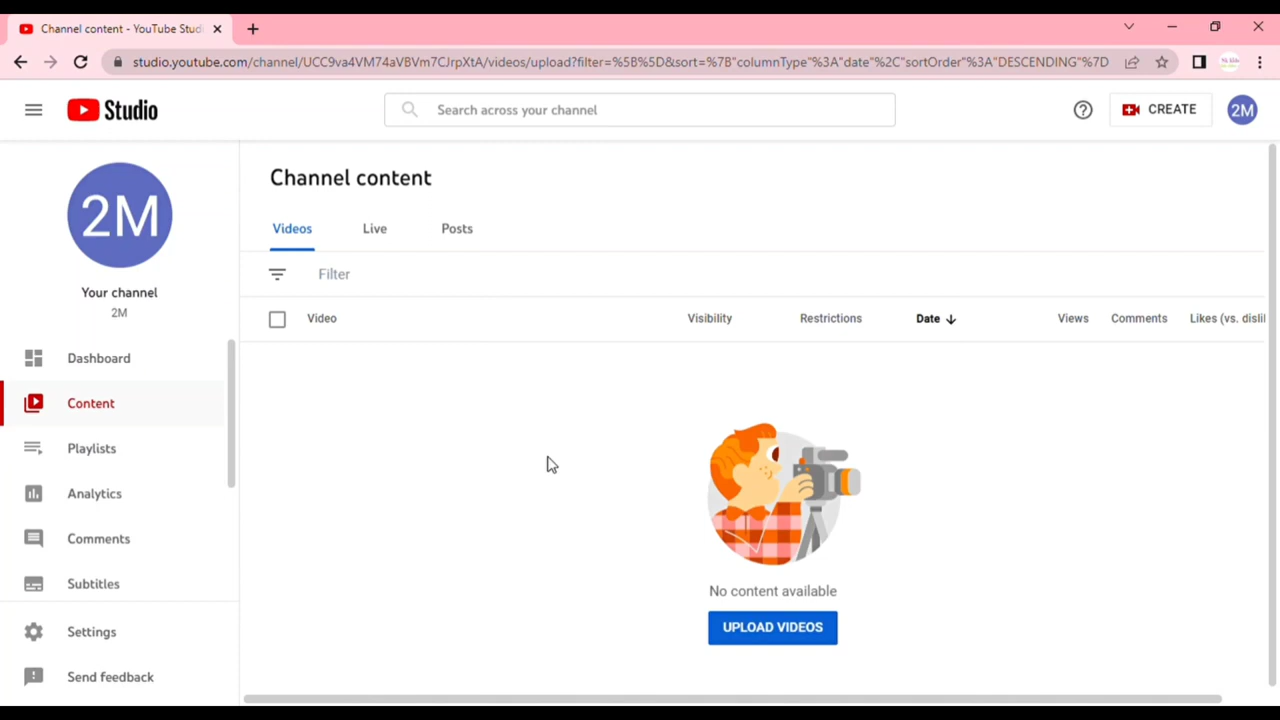 Channel content - YouTube Studi
studio.youtube.com/channel/UCC9va4VM74aVBVm7CJrpXtA/videos/upload?filter=%5B%5D&sort=%7B"columnType"%3A"date"%2C"sortOrder"%3A"DESCENDING"%7D
Studio
Search across your channel
CREATE
2M
2M
Your channel
2M
Dashboard
Content
Playlists
Analytics
Comments
Subtitles
Settings
Send feedback
Channel content
Videos Live Posts
Filter
Video Visibility Restrictions Date Views Comments Likes (vs. disli
No content available
UPLOAD VIDEOS